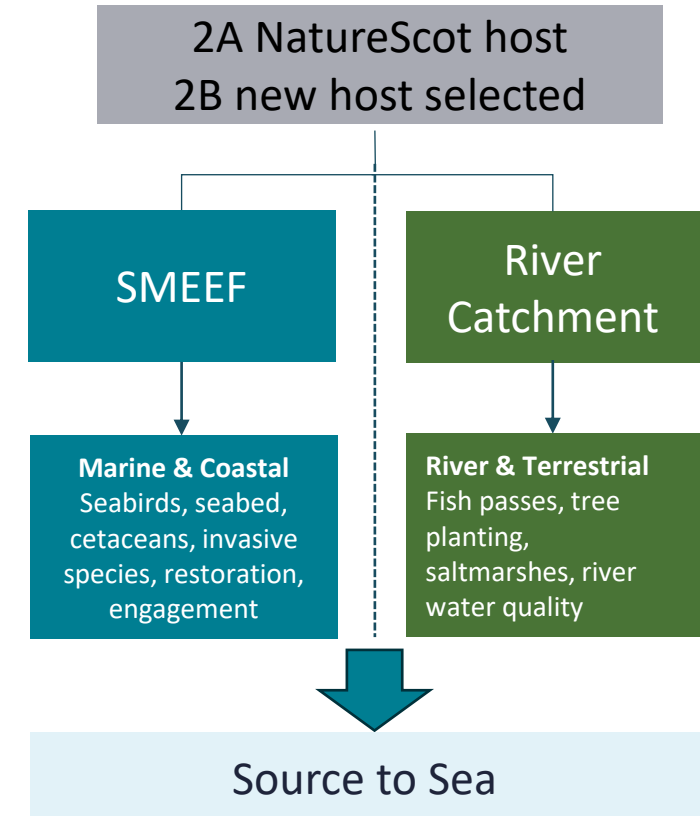 2A NatureScot host
2B new host selected
SMEEF
River
Catchment
Marine & Coastal
Seabirds, seabed,
cetaceans, invasive
species, restoration,
engagement
River & Terrestrial
Fish passes, tree
planting,
saltmarshes, river
water quality
Source to Sea